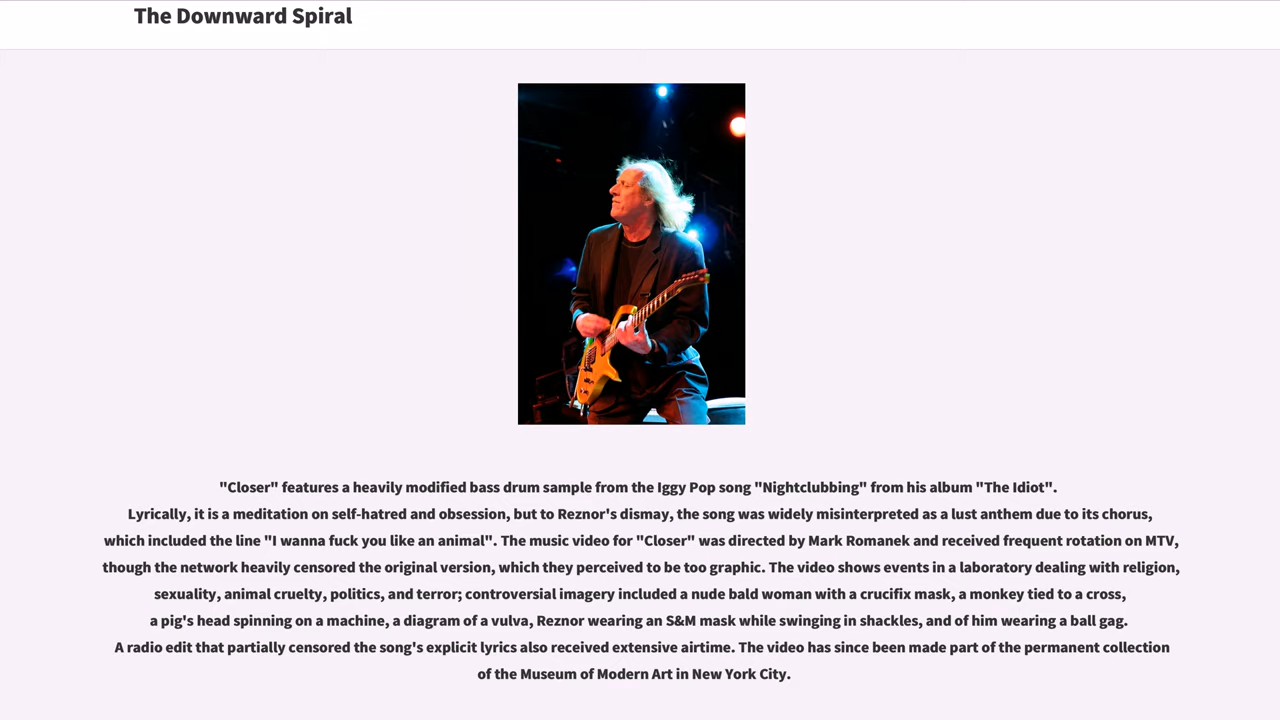 The Downward Spiral
"Closer" features a heavily modified bass drum sample from the Iggy Pop song "Nightclubbing" from his album "The Idiot".
Lyrically, it is a meditation on self-hatred and obsession, but to Reznor's dismay, the song was widely misinterpreted as a lust anthem due to its chorus,
which included the line "I wanna fuck you like an animal". The music video for "Closer" was directed by Mark Romanek and received frequent rotation on MTV,
though the network heavily censored the original version, which they perceived to be too graphic. The video shows events in a laboratory dealing with religion,
sexuality, animal cruelty, politics, and terror; controversial imagery included a nude bald woman with a crucifix mask, a monkey tied to a cross,
a pig's head spinning on a machine, a diagram of a vulva, Reznor wearing an S&M mask while swinging in shackles, and of him wearing a ball gag.
A radio edit that partially censored the song's explicit lyrics also received extensive airtime. The video has since been made part of the permanent collection
of the Museum of Modern Art in New York City.